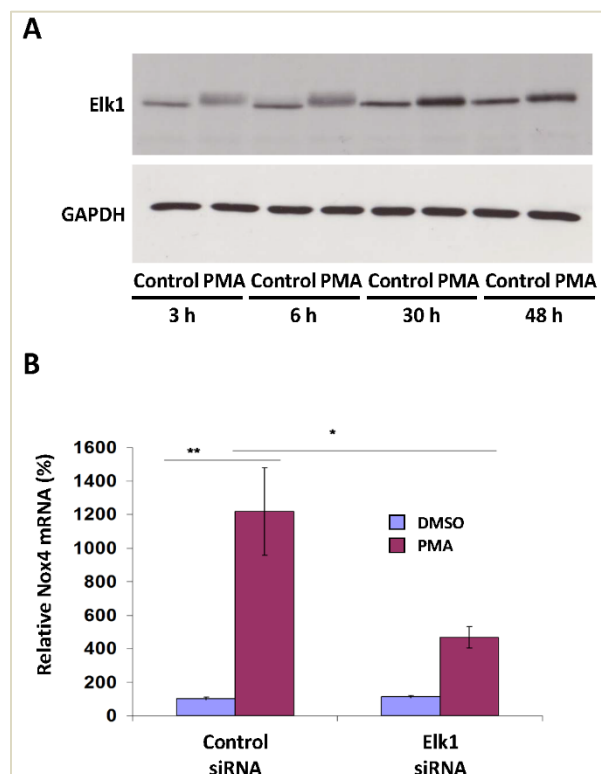 A
Elk1
GAPDH
Control PMA Control PMA Control PMA Control PMA
3 h 6 h 30 h 48 h
B
Relative Nox4 mRNA (%)
1600
1400
1200
1000
800
600
400
200
0
**
*
DMSO
PMA
Control
siRNA
Elk1
siRNA